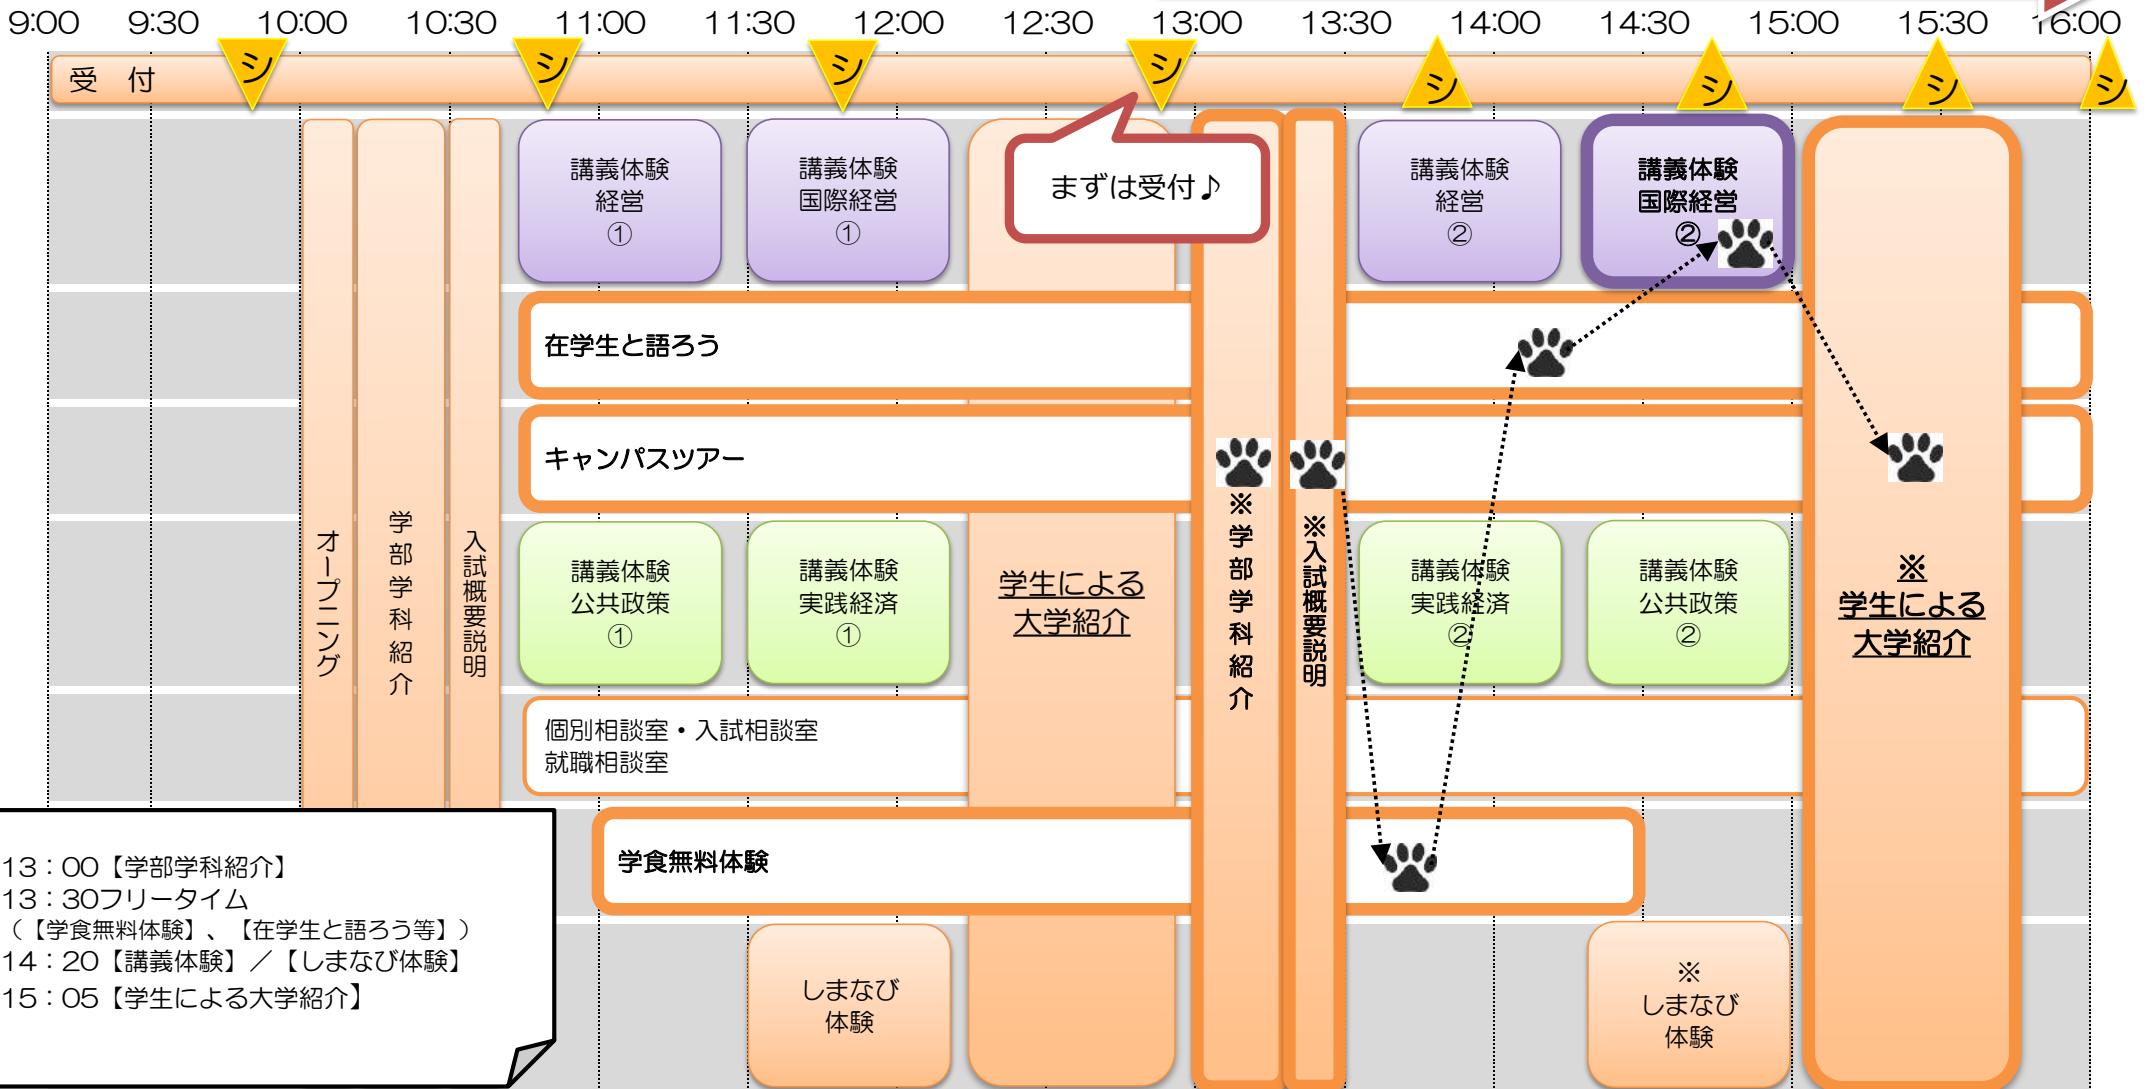 9:00 9:30 10:00 10:30 11:00 11:30 12:00 12:30 13:00 13:30 14:00 14:30 15:00 15:30 16:00
シ シ シ シ シ シ シ シ
受 付
まずは受付♪
オープニング
学部学科紹介
入試概要説明
講義体験
経営
①
講義体験
国際経営
①
講義体験
経営
②
講義体験
国際経営
②
在学生と語ろう
キャンパスツアー
講義体験
公共政策
①
講義体験
実践経済
①
学生による
大学紹介
※学部学科紹介
※入試概要説明
講義体験
実践経済
②
講義体験
公共政策
②
※
学生による
大学紹介
個別相談室・入試相談室
就職相談室
学食無料体験
しまなび
体験
※
しまなび
体験
13：00【学部学科紹介】
13：30フリータイム
（【学食無料体験】、【在学生と語ろう等】）
14：20【講義体験】／【しまなび体験】
15：05【学生による大学紹介】